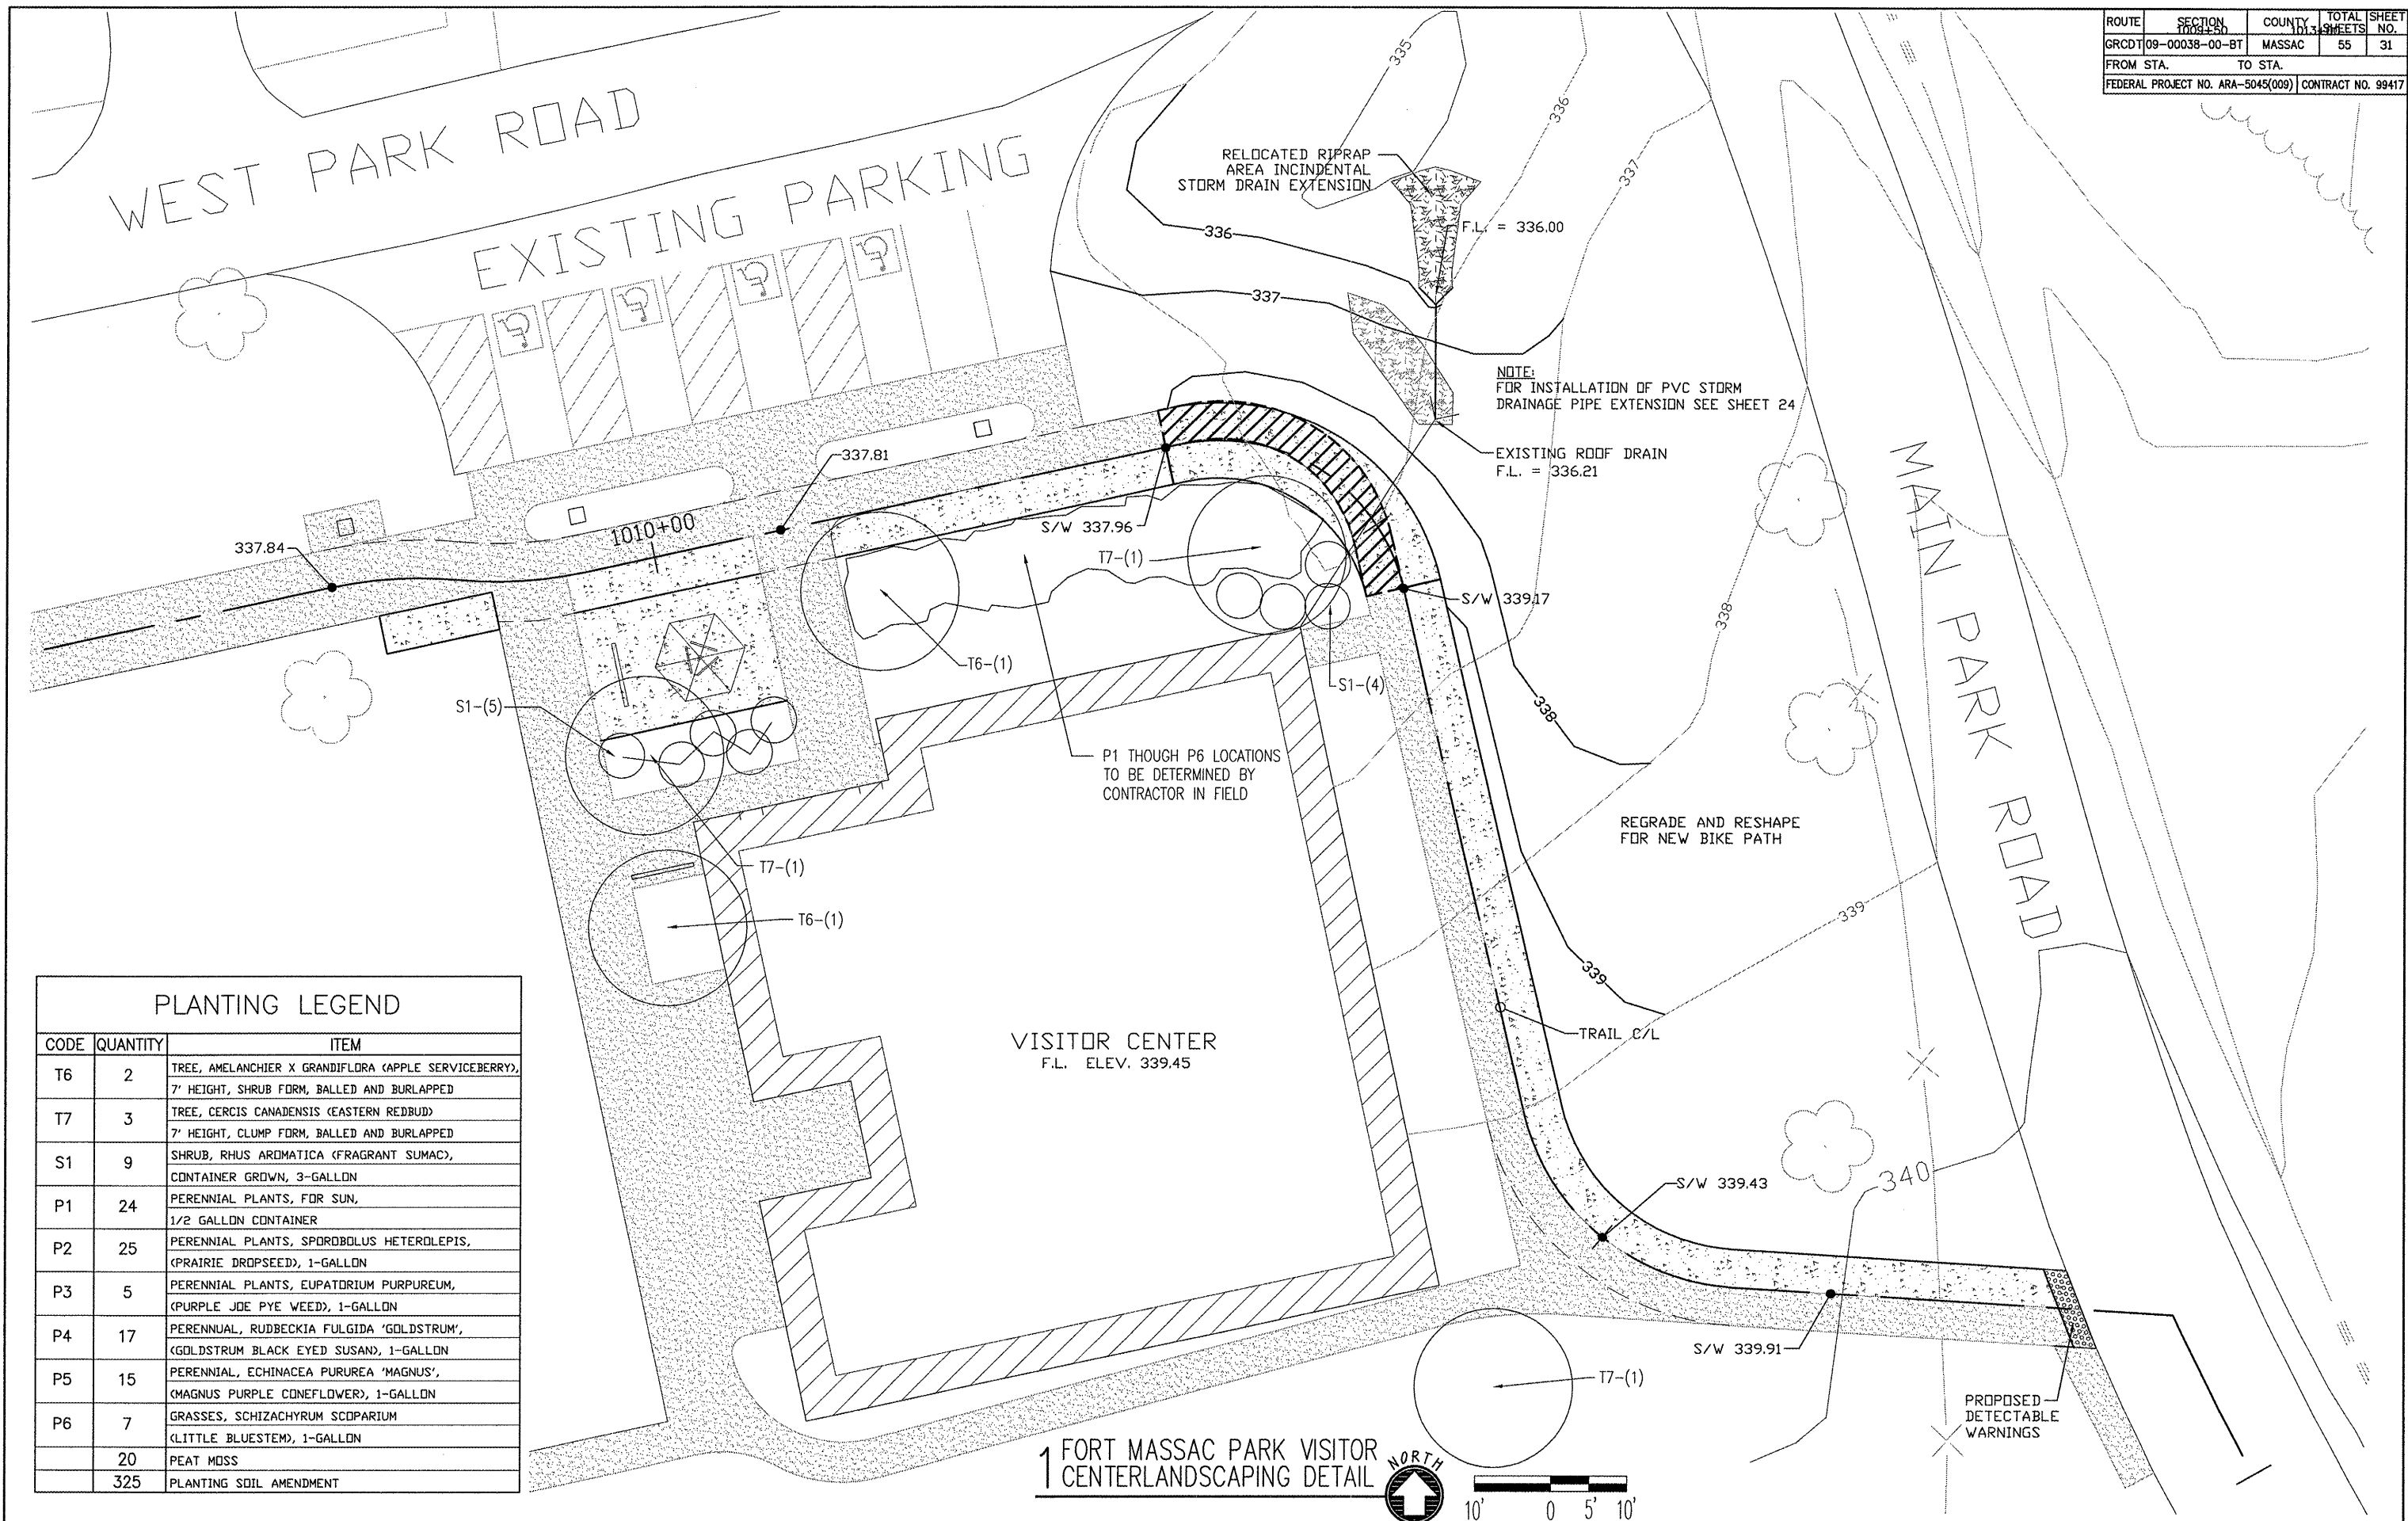 ROUTE SECTION COUNTY TOTAL SHEETS SHEET NO.
1009+50
GRCDT 09-00038-00-BT MASSAC 55 31
FROM STA. TO STA.
FEDERAL PROJECT NO. ARA-5045(009) CONTRACT NO. 99417
WEST PARK ROAD
EXISTING PARKING
335
336
337
RELOCATED RIPRAP
AREA INCINDENTAL
STORM DRAIN EXTENSION
F.L. = 336.00
336
337
NOTE:
FOR INSTALLATION OF PVC STORM
DRAINAGE PIPE EXTENSION SEE SHEET 24
EXISTING ROOF DRAIN
F.L. = 336.21
337.81
337.84
1010+00
S/W 337.96
T7-(1)
S/W 339.17
MAIN PARK ROAD
338
T6-(1)
S1-(4)
S1-(5)
338
P1 THOUGH P6 LOCATIONS
TO BE DETERMINED BY
CONTRACTOR IN FIELD
REGRADE AND RESHAPE
FOR NEW BIKE PATH
T7-(1)
T6-(1)
339
339
VISITOR CENTER
F.L. ELEV. 339.45
TRAIL C/L
S/W 339.43
340
S/W 339.91
T7-(1)
PROPOSED
DETECTABLE
WARNINGS
PLANTING LEGEND
CODE QUANTITY ITEM
T6 2 TREE, AMELANCHIER X GRANDIFLORA (APPLE SERVICEBERRY),
7' HEIGHT, SHRUB FORM, BALLED AND BURLAPPED
T7 3 TREE, CERCIS CANADENSIS (EASTERN REDBUD)
7' HEIGHT, CLUMP FORM, BALLED AND BURLAPPED
S1 9 SHRUB, RHUS AROMATICA (FRAGRANT SUMAC),
CONTAINER GROWN, 3-GALLON
P1 24 PERENNIAL PLANTS, FOR SUN,
1/2 GALLON CONTAINER
P2 25 PERENNIAL PLANTS, SPOROBOLUS HETEROLEPIS,
(PRAIRIE DROPSEED), 1-GALLON
P3 5 PERENNIAL PLANTS, EUPATORIUM PURPUREUM,
(PURPLE JOE PYE WEED), 1-GALLON
P4 17 PERENNUAL, RUDBECKIA FULGIDA 'GOLDSTRUM',
(GOLDSTRUM BLACK EYED SUSAN), 1-GALLON
P5 15 PERENNIAL, ECHINACEA PURUREA 'MAGNUS',
(MAGNUS PURPLE CONEFLOWER), 1-GALLON
P6 7 GRASSES, SCHIZACHYRUM SCOPARIUM
(LITTLE BLUESTEM), 1-GALLON
20 PEAT MOSS
325 PLANTING SOIL AMENDMENT
1 FORT MASSAC PARK VISITOR
CENTERLANDSCAPING DETAIL
NORTH
10' 0 5' 10'